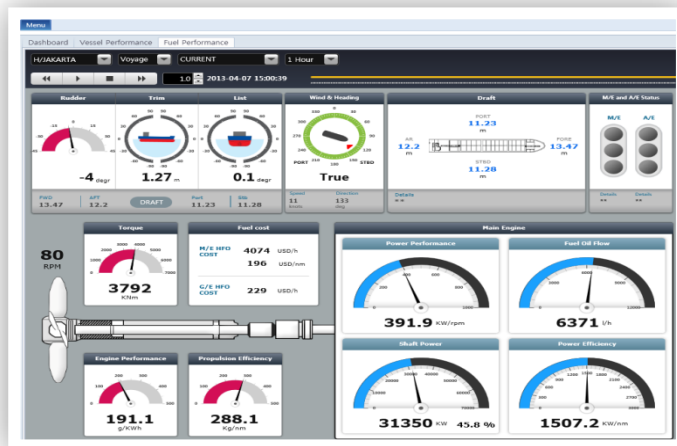 Menu
Dashboard Vessel Performance Fuel Performance
H/JAKARTA Voyage CURRENT 1 Hour
1.0 2013-04-07 15:00:39
Rudder Trim List Wind & Heading Draft M/E and A/E Status
PORT
11.23
m
M/E A/E
12.2
m
FORE
13.47
m
PORT STBD
STBD
11.28
m
-4 degr 1.27 m 0.1 degr True
FWD AFT DRAFT Port Stb
13.47 12.2 11.23 11.28
Speed Direction
11 133
knots deg
Details
**
Details Details
** **
80
RPM
Torque
3792
KNm
Fuel cost
M/E HFO COST 4074 USD/h
196 USD/nm
G/E HFO COST 229 USD/h
Main Engine
Power Performance
391.9 KW/rpm
Fuel Oil Flow
6371 l/h
Engine Performance
191.1
g/KWh
Propulsion Efficiency
288.1
Kg/nm
Shaft Power
31350 KW 45.8 %
Power Efficiency
1507.2 KW/nm